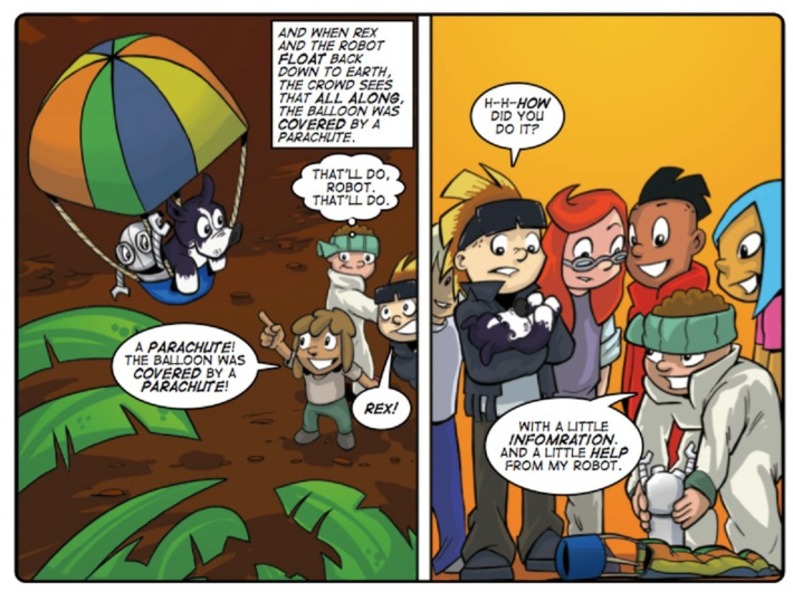 AND WHEN REX
AND THE ROBOT
FLOAT BACK
DOWN TO EARTH,
THE CROWD SEES
THAT ALL ALONG,
THE BALLOON WAS
COVERED BY A
PARACHUTE.
THAT'LL DO,
ROBOT.
THAT'LL DO.
A PARACHUTE!
THE BALLOON WAS
COVERED BY A
PARACHUTE!
REX!
H-H-HOW
DID YOU
DO IT?
WITH A LITTLE
INFOMRATION.
AND A LITTLE HELP
FROM MY ROBOT.